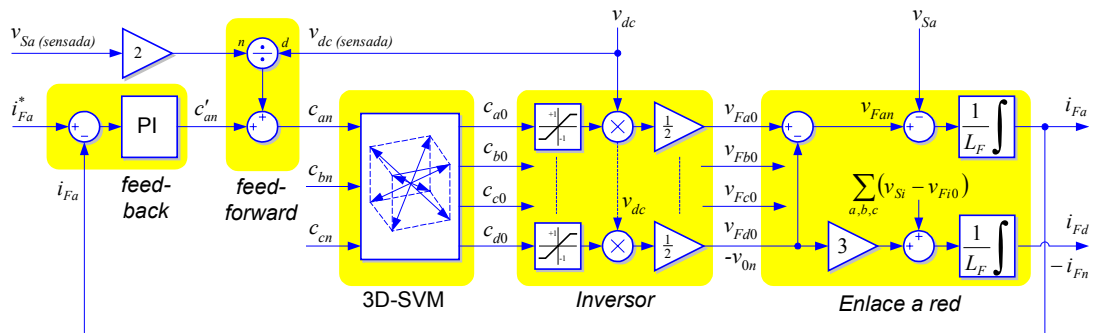 v_Sa (sensada)
2
n
÷
d
v_dc (sensada)
v_dc
v_Sa
i*_Fa
+
−
PI
c'_an
+
+
c_an
c_a0
+1
-1
×
1/2
v_Fa0
+
−
v_Fan
+
−
1/L_F ∫
i_Fa
i_Fa
feed-
back
feed-
forward
c_bn
c_b0
v_Fb0
c_c0
v_Fc0
∑_a,b,c (v_Si − v_Fi0)
v_dc
c_cn
c_d0
+1
-1
×
1/2
v_Fd0
-v_0n
3
+
+
1/L_F ∫
i_Fd
− i_Fn
3D-SVM
Inversor
Enlace a red